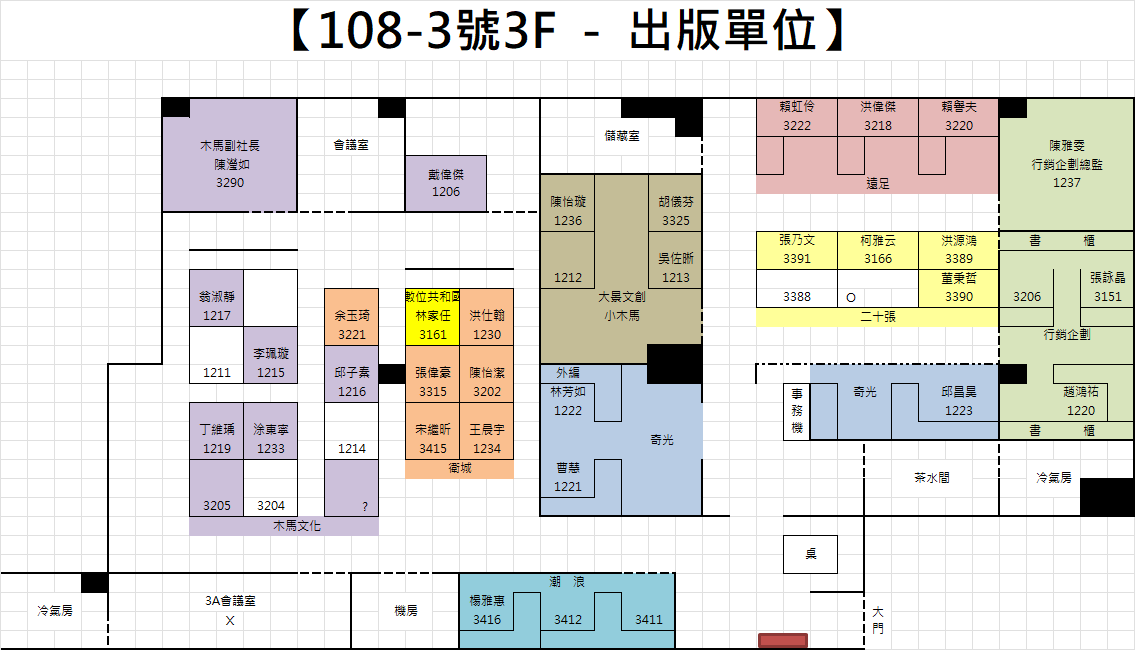 【108-3號3F - 出版單位】
木馬副社長
陳瀅如
3290
會議室
戴偉傑
1206
儲藏室
賴虹伶
3222
洪偉傑
3218
賴譽夫
3220
遠足
陳雅雯
行銷企劃總監
1237
陳怡璇
1236
胡儀芬
3325
1212
吳佐晰
1213
大景文創
小木馬
張乃文
3391
柯雅云
3166
洪源鴻
3389
3388
O
董秉哲
3390
二十張
書 櫃
3206
張詠晶
3151
行銷企劃
趙鴻祐
1220
書 櫃
翁淑靜
1217
1211
李珮璇
1215
余玉琦
3221
邱子秦
1216
1214
?
數位共和國
林家任
3161
洪仕翰
1230
張偉豪
3315
陳怡潔
3202
宋繼昕
3415
王晨宇
1234
衛城
丁維瑀
1219
涂東寧
1233
3205
3204
木馬文化
外編
林芳如
1222
奇光
曹慧
1221
事務機
奇光
邱昌昊
1223
茶水間
冷氣房
桌
大門
冷氣房
3A會議室
X
機房
潮 浪
楊雅惠
3416
3412
3411